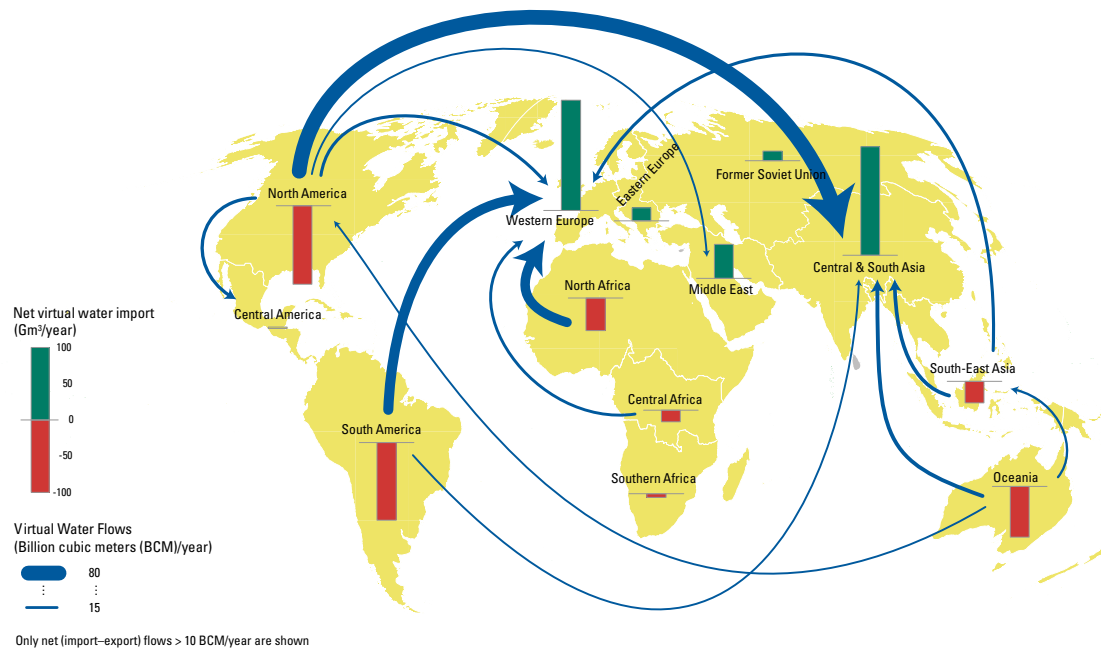 Eastern Europe
Former Soviet Union
North America
Western Europe
Central & South Asia
North Africa
Middle East
Central America
South-East Asia
Central Africa
South America
Southern Africa
Oceania
Net virtual water import
(Gm³/year)
100
50
0
-50
-100
Virtual Water Flows
(Billion cubic meters (BCM)/year)
80
15
Only net (import–export) flows > 10 BCM/year are shown